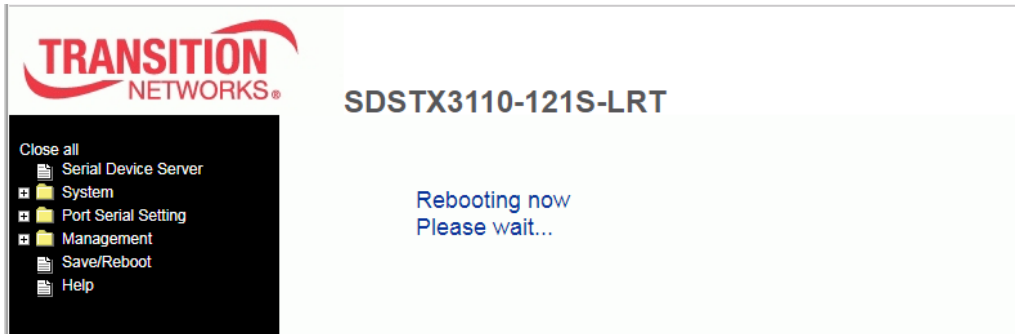 TRANSITION
NETWORKS®
SDSTX3110-121S-LRT
Close all
Serial Device Server
System
Port Serial Setting
Management
Save/Reboot
Help
Rebooting now
Please wait...